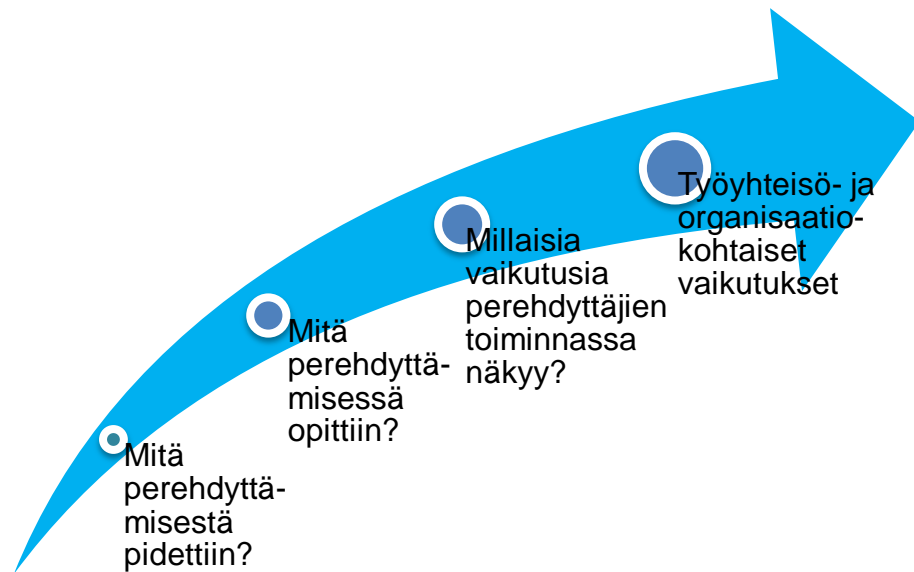 Mitä
perehdyttä-
misestä
pidettiin?
Mitä
perehdyttä-
misessä
opittiin?
Millaisia
vaikutusia
perehdyttäjien
toiminnassa
näkyy?
Työyhteisö- ja
organisaatio-
kohtaiset
vaikutukset